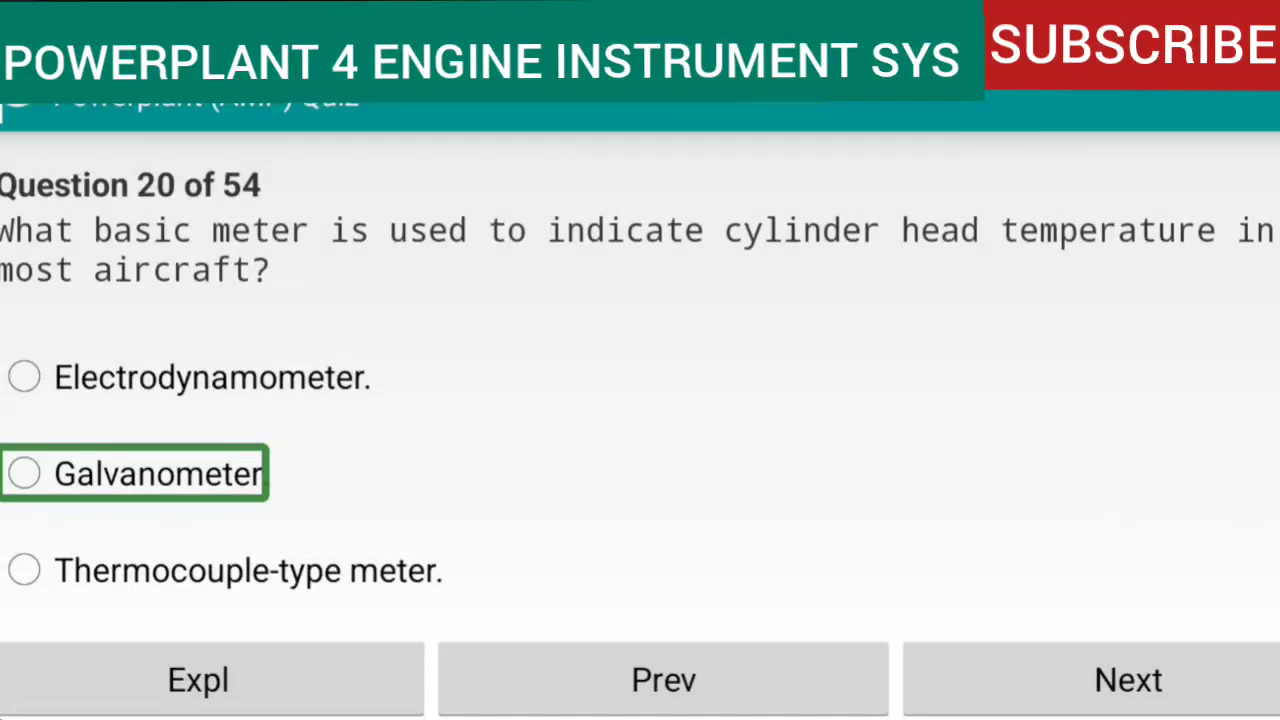 POWERPLANT 4 ENGINE INSTRUMENT SYS
SUBSCRIBE
Question 20 of 54
What basic meter is used to indicate cylinder head temperature in
most aircraft?
Electrodynamometer.
Galvanometer
Thermocouple-type meter.
Expl
Prev
Next